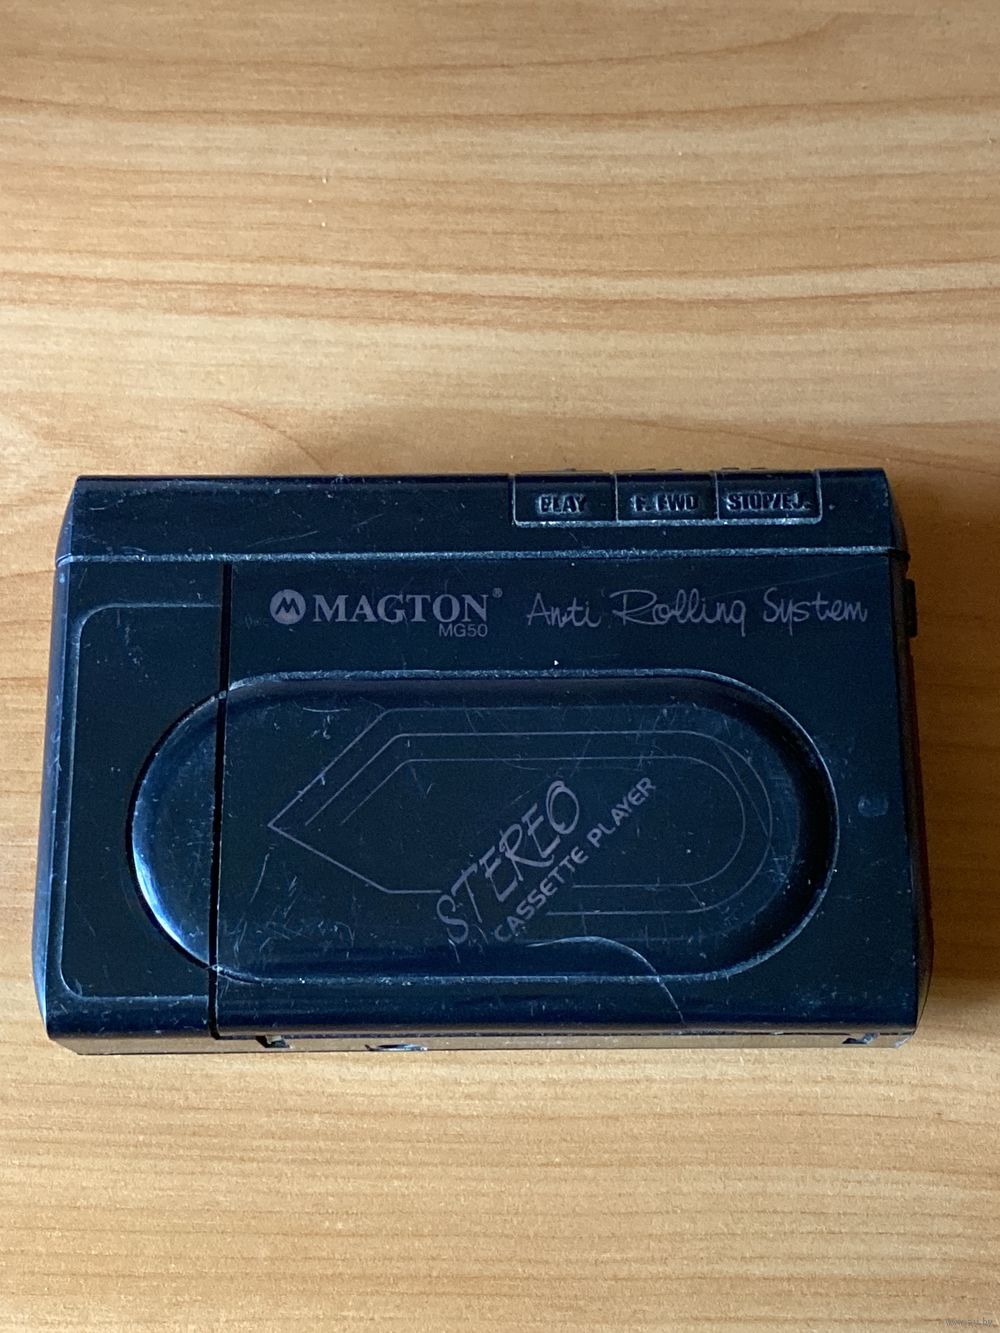 PLAY F. FWD STOP/EJ.
MAGTON® Anti Rolling System
MG50
STEREO
CASSETTE PLAYER